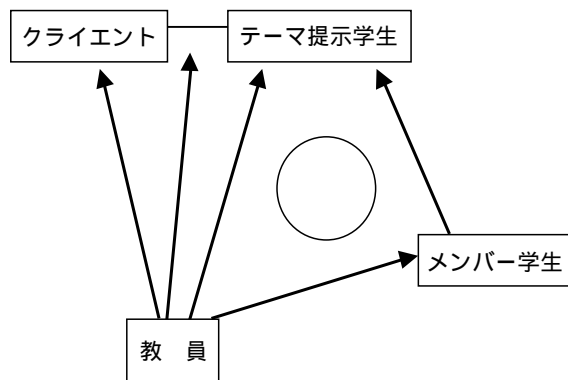 クライエント
テーマ提示学生
メンバー学生
教　員